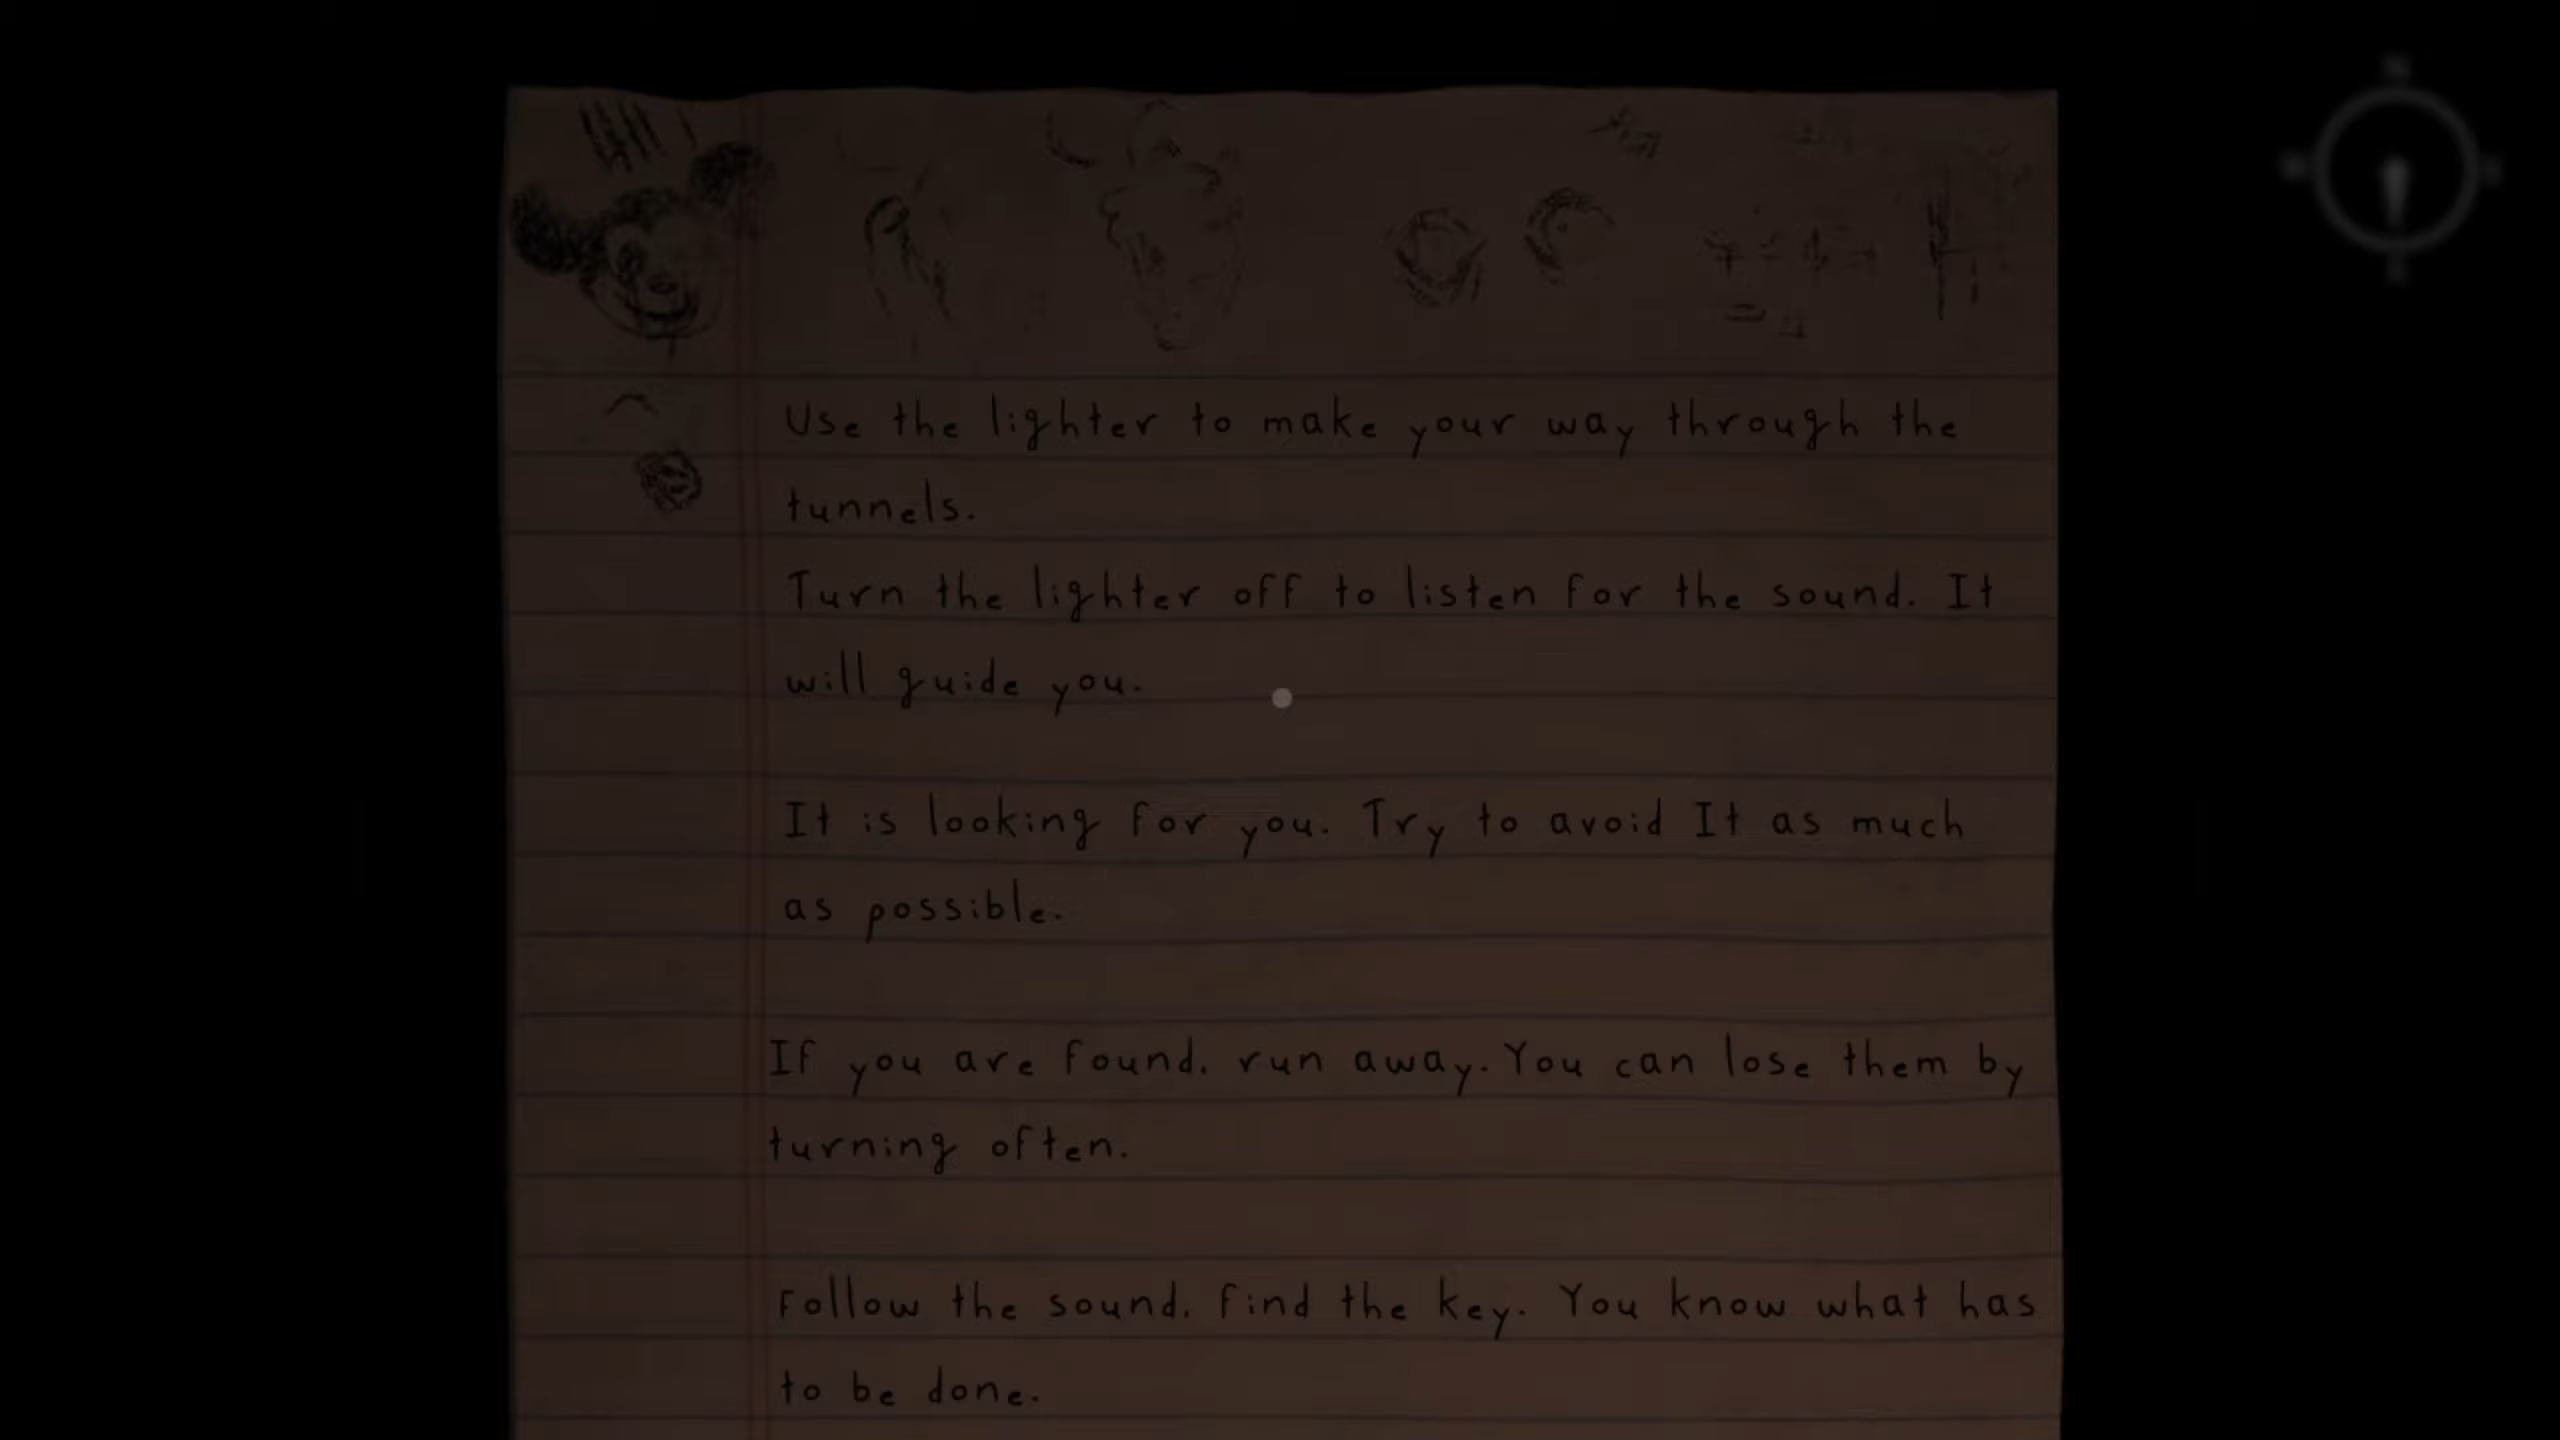 Use the lighter to make your way through the
tunnels.
Turn the lighter off to listen for the sound. It
will guide you.
It is looking for you. Try to avoid It as much
as possible.
If you are found, run away. You can lose them by
turning often.
Follow the sound, find the key. You know what has
to be done.